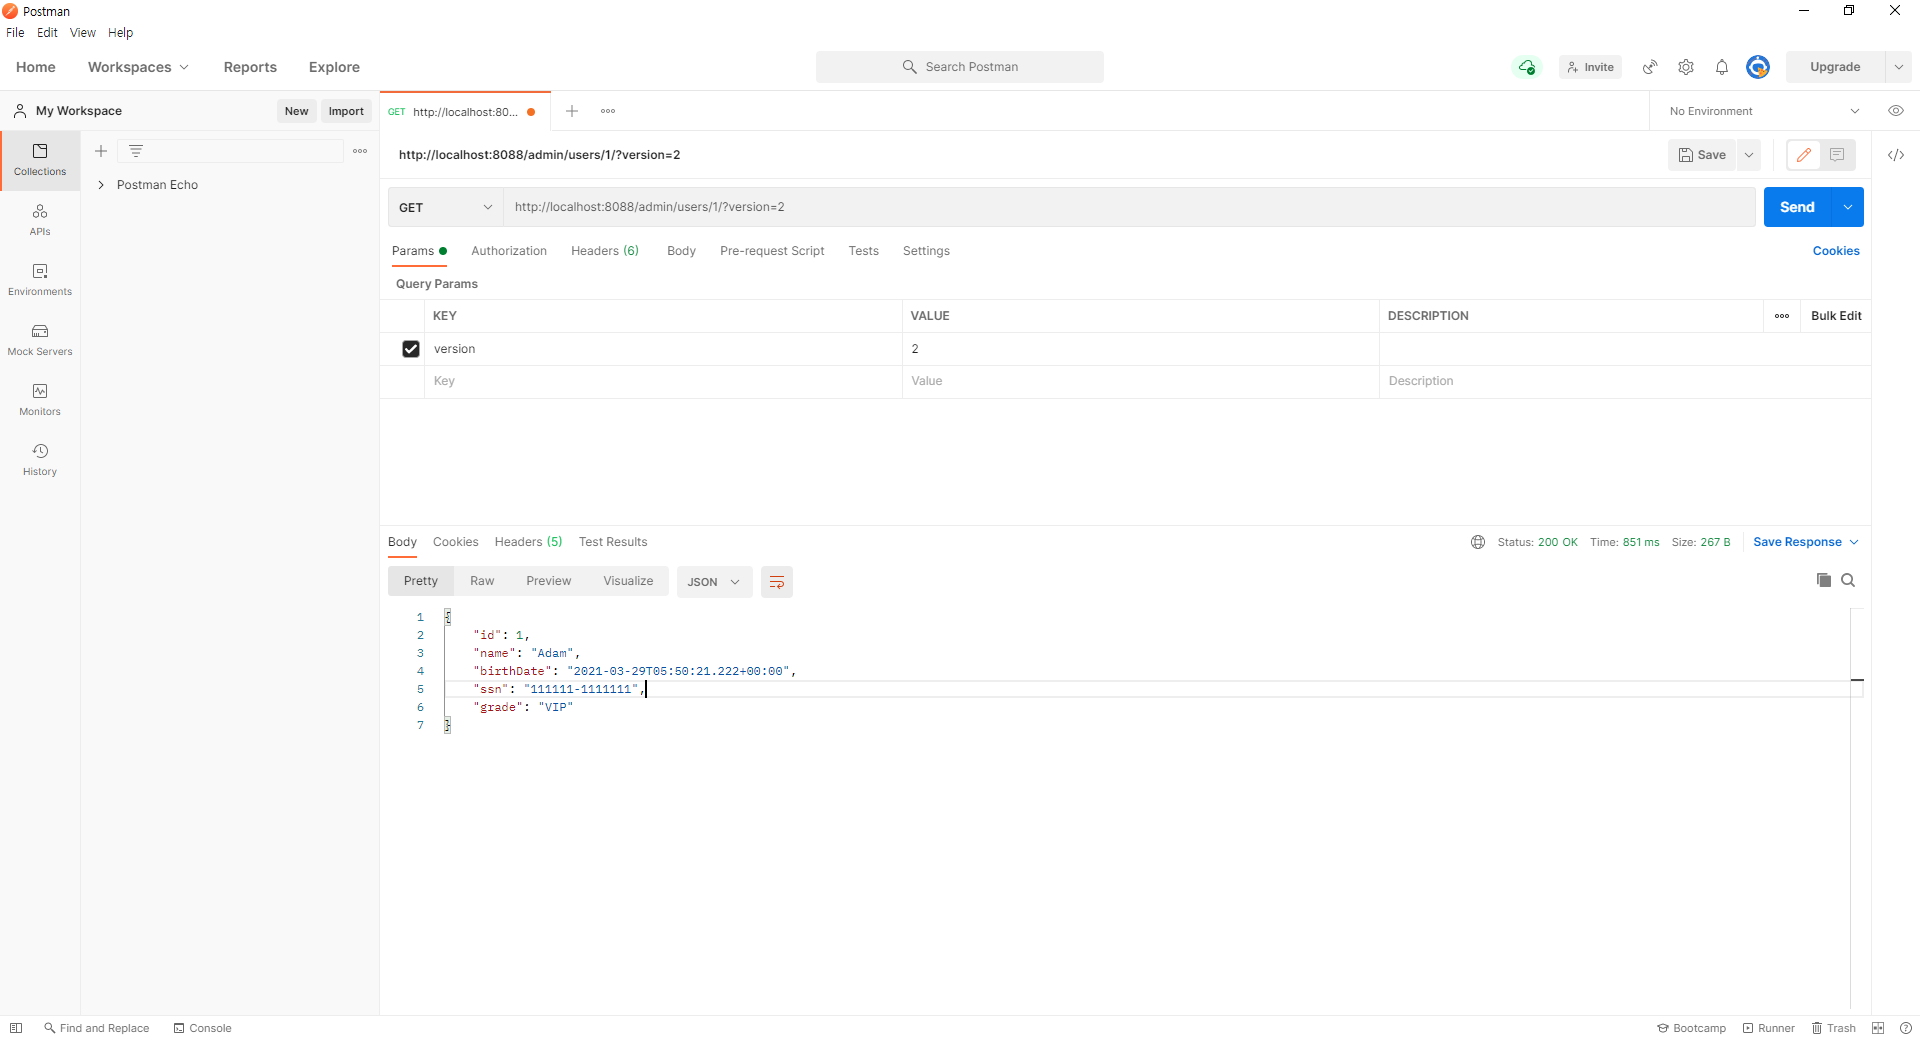 Postman
File Edit View Help
Home Workspaces Reports Explore Search Postman Invite Upgrade
My Workspace New Import
GET http://localhost:80... No Environment
Collections
APIs
Environments
Mock Servers
Monitors
History
Postman Echo
http://localhost:8088/admin/users/1/?version=2 Save
GET http://localhost:8088/admin/users/1/?version=2 Send
Params Authorization Headers (6) Body Pre-request Script Tests Settings Cookies
Query Params
KEY VALUE DESCRIPTION Bulk Edit
version 2
Key Value Description
Body Cookies Headers (5) Test Results Status: 200 OK Time: 851 ms Size: 267 B Save Response
Pretty Raw Preview Visualize JSON
1 {
2 "id": 1,
3 "name": "Adam",
4 "birthDate": "2021-03-29T05:50:21.222+00:00",
5 "ssn": "111111-1111111",
6 "grade": "VIP"
7 }
Find and Replace Console Bootcamp Runner Trash